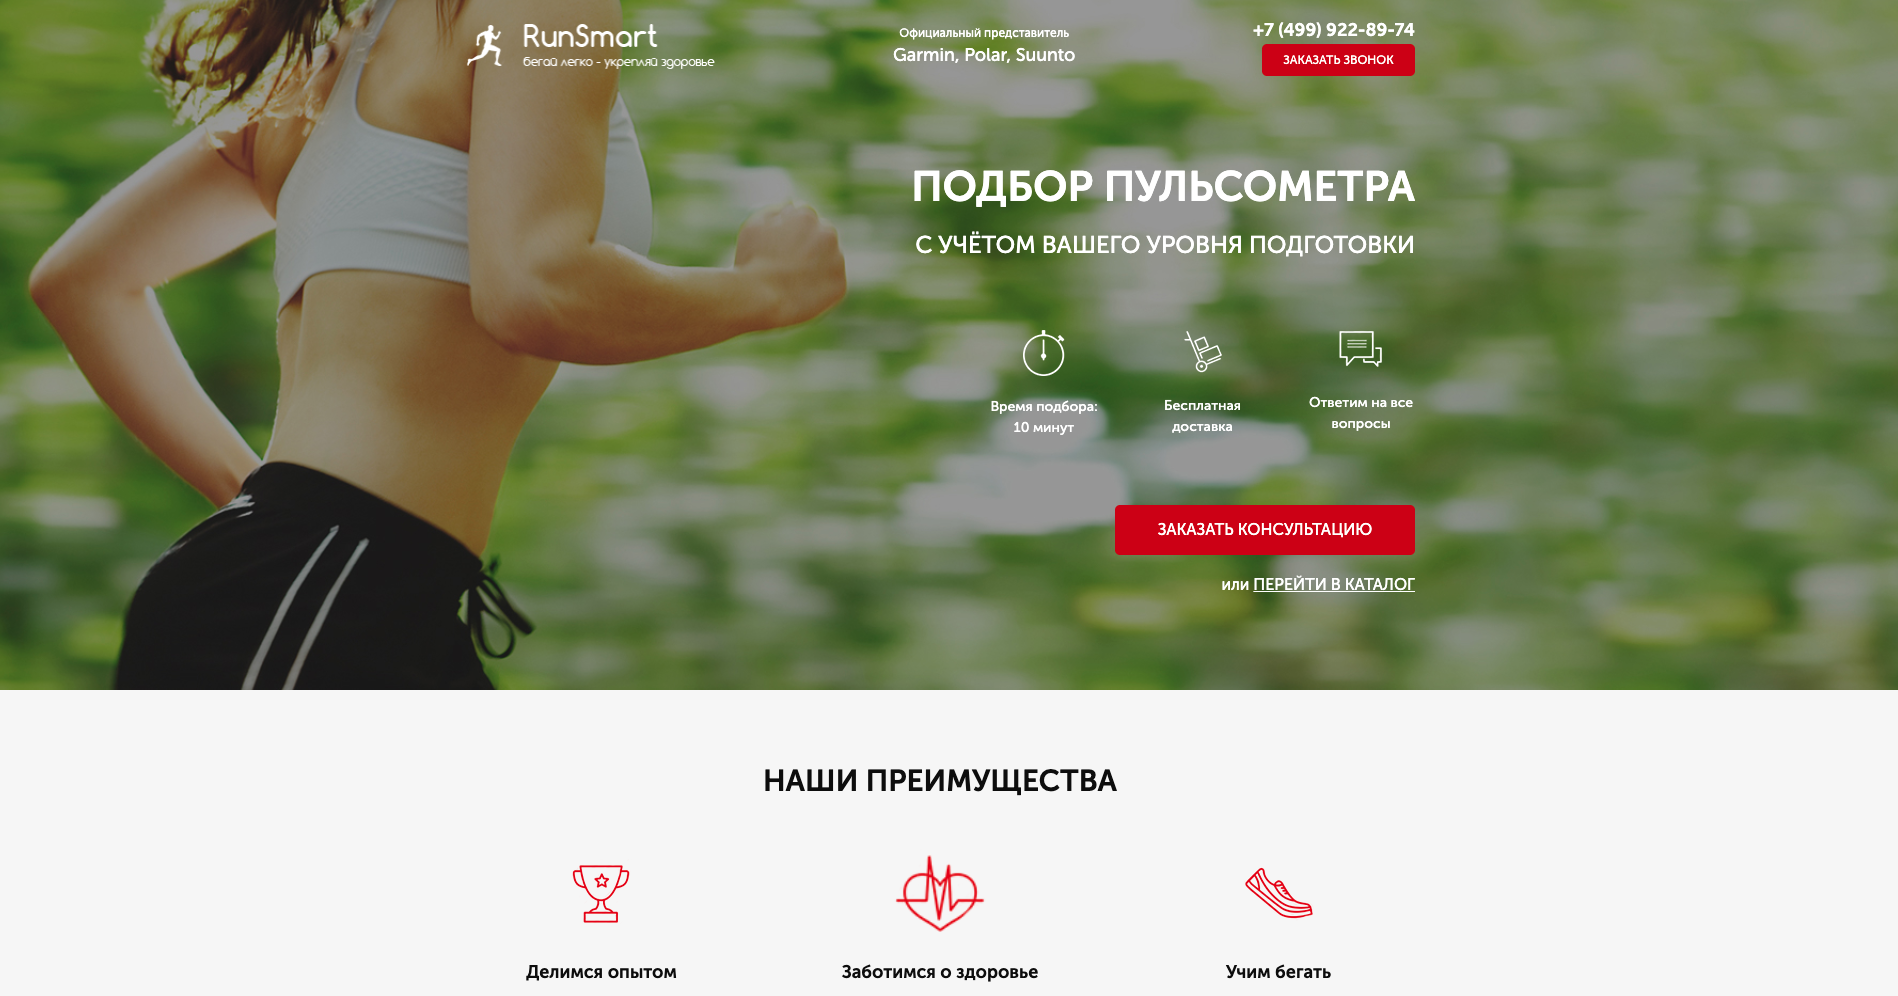 RunSmart
бегай легко - укрепляй здоровье
Официальный представитель
Garmin, Polar, Suunto
+7 (499) 922-89-74
ЗАКАЗАТЬ ЗВОНОК
ПОДБОР ПУЛЬСОМЕТРА
С УЧЁТОМ ВАШЕГО УРОВНЯ ПОДГОТОВКИ
Время подбора:
10 минут
Бесплатная
доставка
Ответим на все
вопросы
ЗАКАЗАТЬ КОНСУЛЬТАЦИЮ
или ПЕРЕЙТИ В КАТАЛОГ
НАШИ ПРЕИМУЩЕСТВА
Делимся опытом
Заботимся о здоровье
Учим бегать